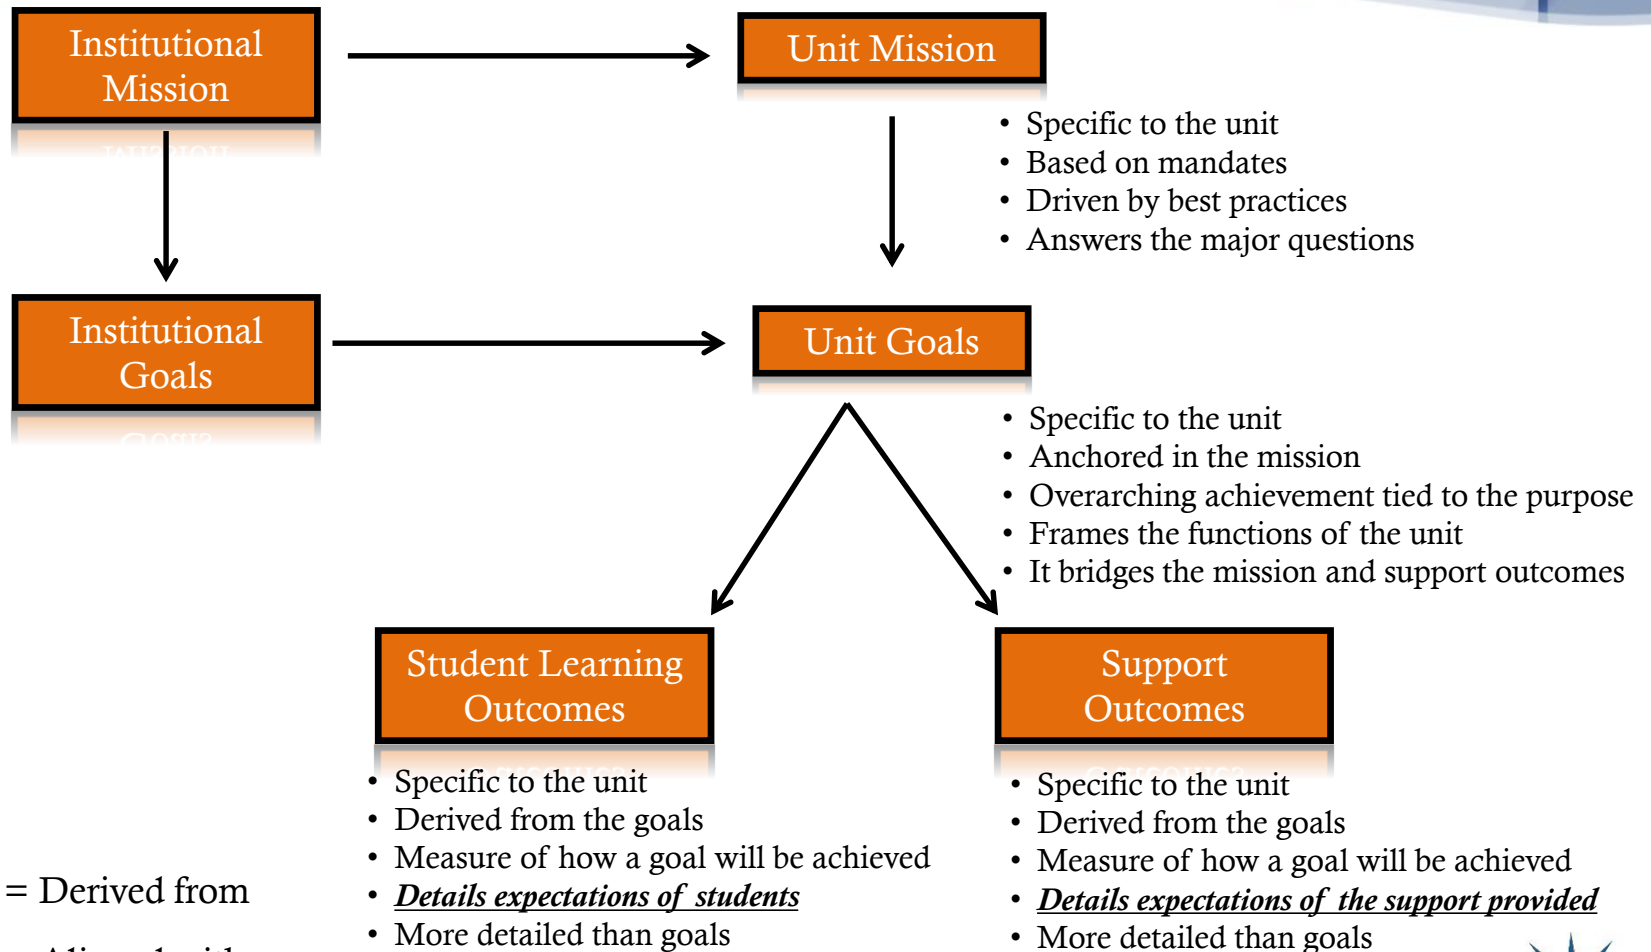 Institutional
Mission
Unit Mission
• Specific to the unit
• Based on mandates
• Driven by best practices
• Answers the major questions
Institutional
Goals
Unit Goals
• Specific to the unit
• Anchored in the mission
• Overarching achievement tied to the purpose
• Frames the functions of the unit
• It bridges the mission and support outcomes
Student Learning
Outcomes
• Specific to the unit
• Derived from the goals
• Measure of how a goal will be achieved
• Details expectations of students
• More detailed than goals
Support
Outcomes
• Specific to the unit
• Derived from the goals
• Measure of how a goal will be achieved
• Details expectations of the support provided
• More detailed than goals
= Derived from
Aligned with